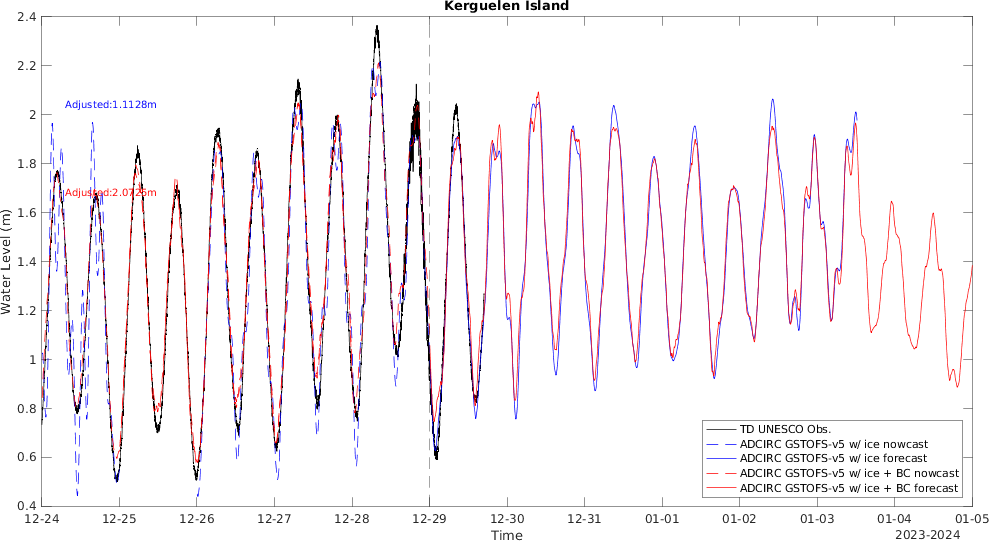 Kerguelen Island
2.4
2.2
2
1.8
1.6
1.4
1.2
1
0.8
0.6
0.4
Water Level (m)
Adjusted:1.1128m
Adjusted:2.0725m
TD UNESCO Obs.
ADCIRC GSTOFS-v5 w/ ice nowcast
ADCIRC GSTOFS-v5 w/ ice forecast
ADCIRC GSTOFS-v5 w/ ice + BC nowcast
ADCIRC GSTOFS-v5 w/ ice + BC forecast
12-24 12-25 12-26 12-27 12-28 12-29 12-30 12-31 01-01 01-02 01-03 01-04 01-05
Time
2023-2024